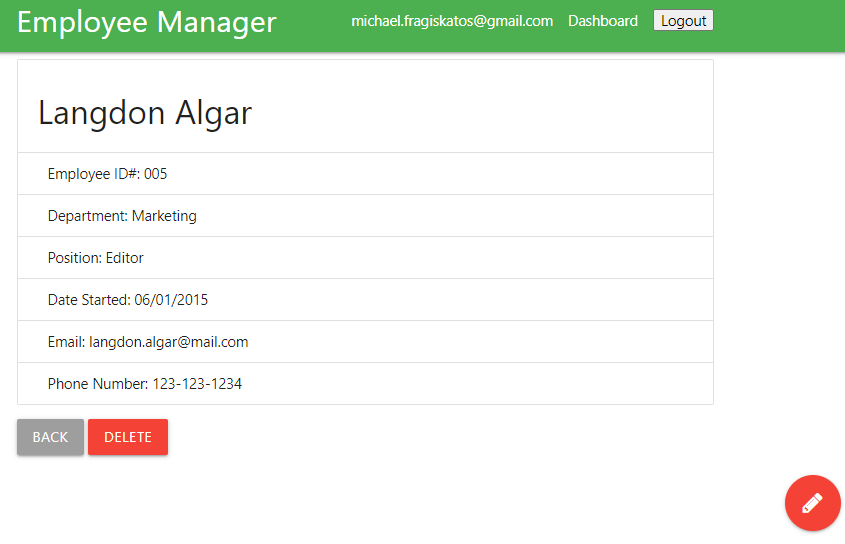 Employee Manager
michael.fragiskatos@gmail.com Dashboard Logout
Langdon Algar
Employee ID#: 005
Department: Marketing
Position: Editor
Date Started: 06/01/2015
Email: langdon.algar@mail.com
Phone Number: 123-123-1234
BACK DELETE